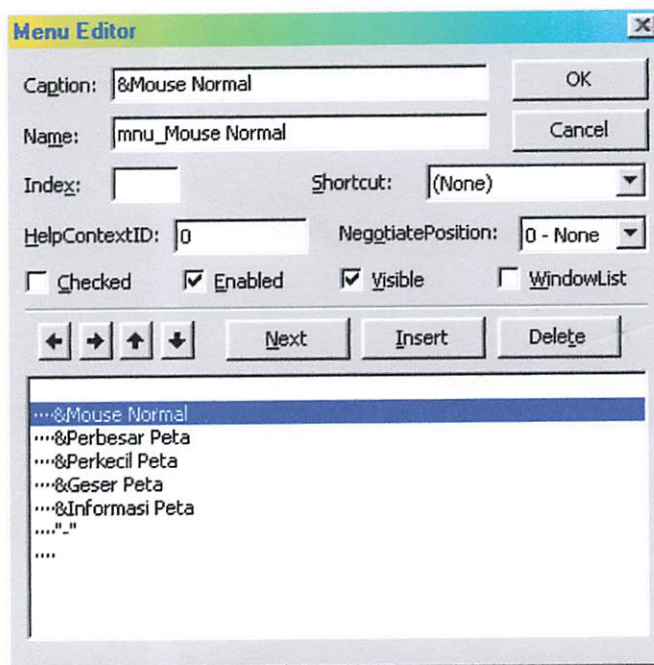 Menu Editor
Caption: &Mouse Normal OK
Name: mnu_Mouse Normal Cancel
Index: Shortcut: (None)
HelpContextID: 0 NegotiatePosition: 0 - None
Checked Enabled Visible WindowList
Next Insert Delete
····&Mouse Normal
····&Perbesar Peta
····&Perkecil Peta
····&Geser Peta
····&Informasi Peta
····"-"
····